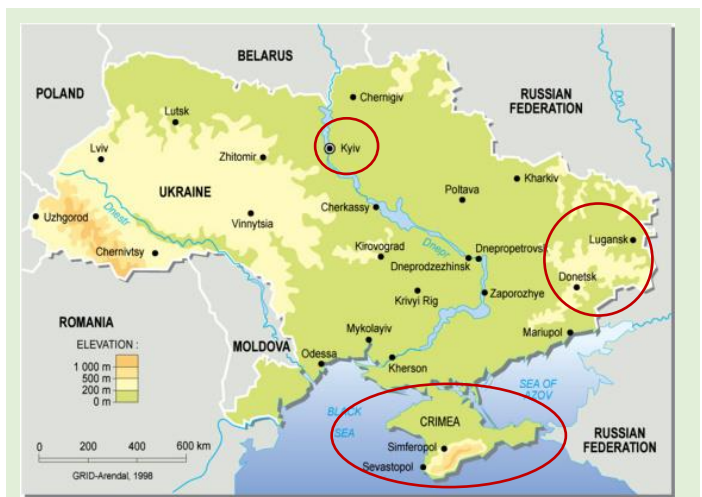 BELARUS
POLAND
RUSSIAN
FEDERATION
Chernigiv
Lutsk
Kyiv
Lviv
Zhitomir
Kharkiv
UKRAINE
Poltava
Dnestr
Uzhgorod
Vinnytsia
Cherkassy
Lugansk
Chernivtsy
Kirovograd
Dnepr
Dnepropetrovsk
Dneprodzezhinsk
Donetsk
Krivyi Rig
Zaporozhye
ROMANIA
Mykolayiv
Mariupol
ELEVATION :
MOLDOVA
1 000 m
500 m
200 m
0 m
Odessa
Kherson
SEA OF
AZOV
BLACK
SEA
CRIMEA
Simferopol
Sevastopol
RUSSIAN
FEDERATION
0 200 400 600 km
GRID-Arendal, 1998
Don